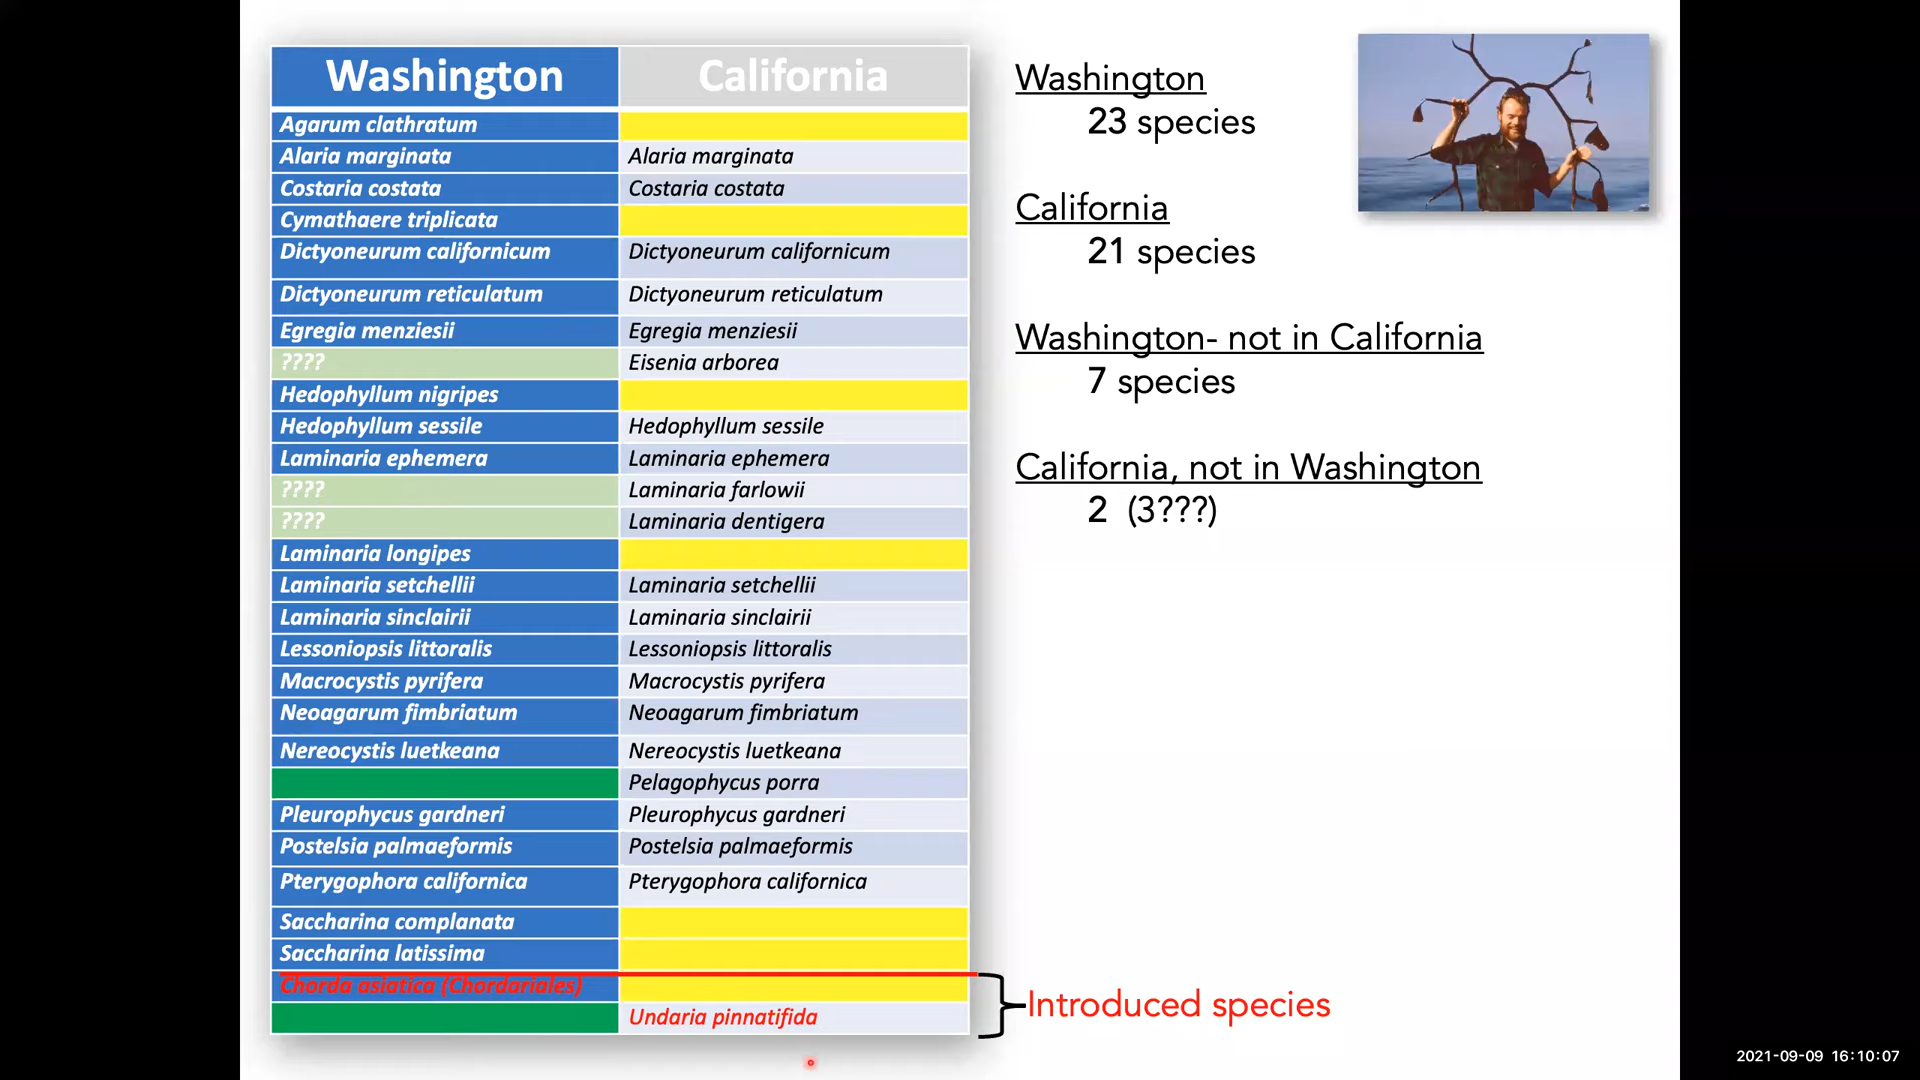 Washington California
Agarum clathratum
Alaria marginata Alaria marginata
Costaria costata Costaria costata
Cymathaere triplicata
Dictyoneurum californicum Dictyoneurum californicum
Dictyoneurum reticulatum Dictyoneurum reticulatum
Egregia menziesii Egregia menziesii
???? Eisenia arborea
Hedophyllum nigripes
Hedophyllum sessile Hedophyllum sessile
Laminaria ephemera Laminaria ephemera
???? Laminaria farlowii
???? Laminaria dentigera
Laminaria longipes
Laminaria setchellii Laminaria setchellii
Laminaria sinclairii Laminaria sinclairii
Lessoniopsis littoralis Lessoniopsis littoralis
Macrocystis pyrifera Macrocystis pyrifera
Neoagarum fimbriatum Neoagarum fimbriatum
Nereocystis luetkeana Nereocystis luetkeana
Pelagophycus porra
Pleurophycus gardneri Pleurophycus gardneri
Postelsia palmaeformis Postelsia palmaeformis
Pterygophora californica Pterygophora californica
Saccharina complanata
Saccharina latissima
Chorda asiatica (Chordariales)
Undaria pinnatifida
Washington
23 species
California
21 species
Washington- not in California
7 species
California, not in Washington
2 (3???)
Introduced species
2021-09-09 16:10:07